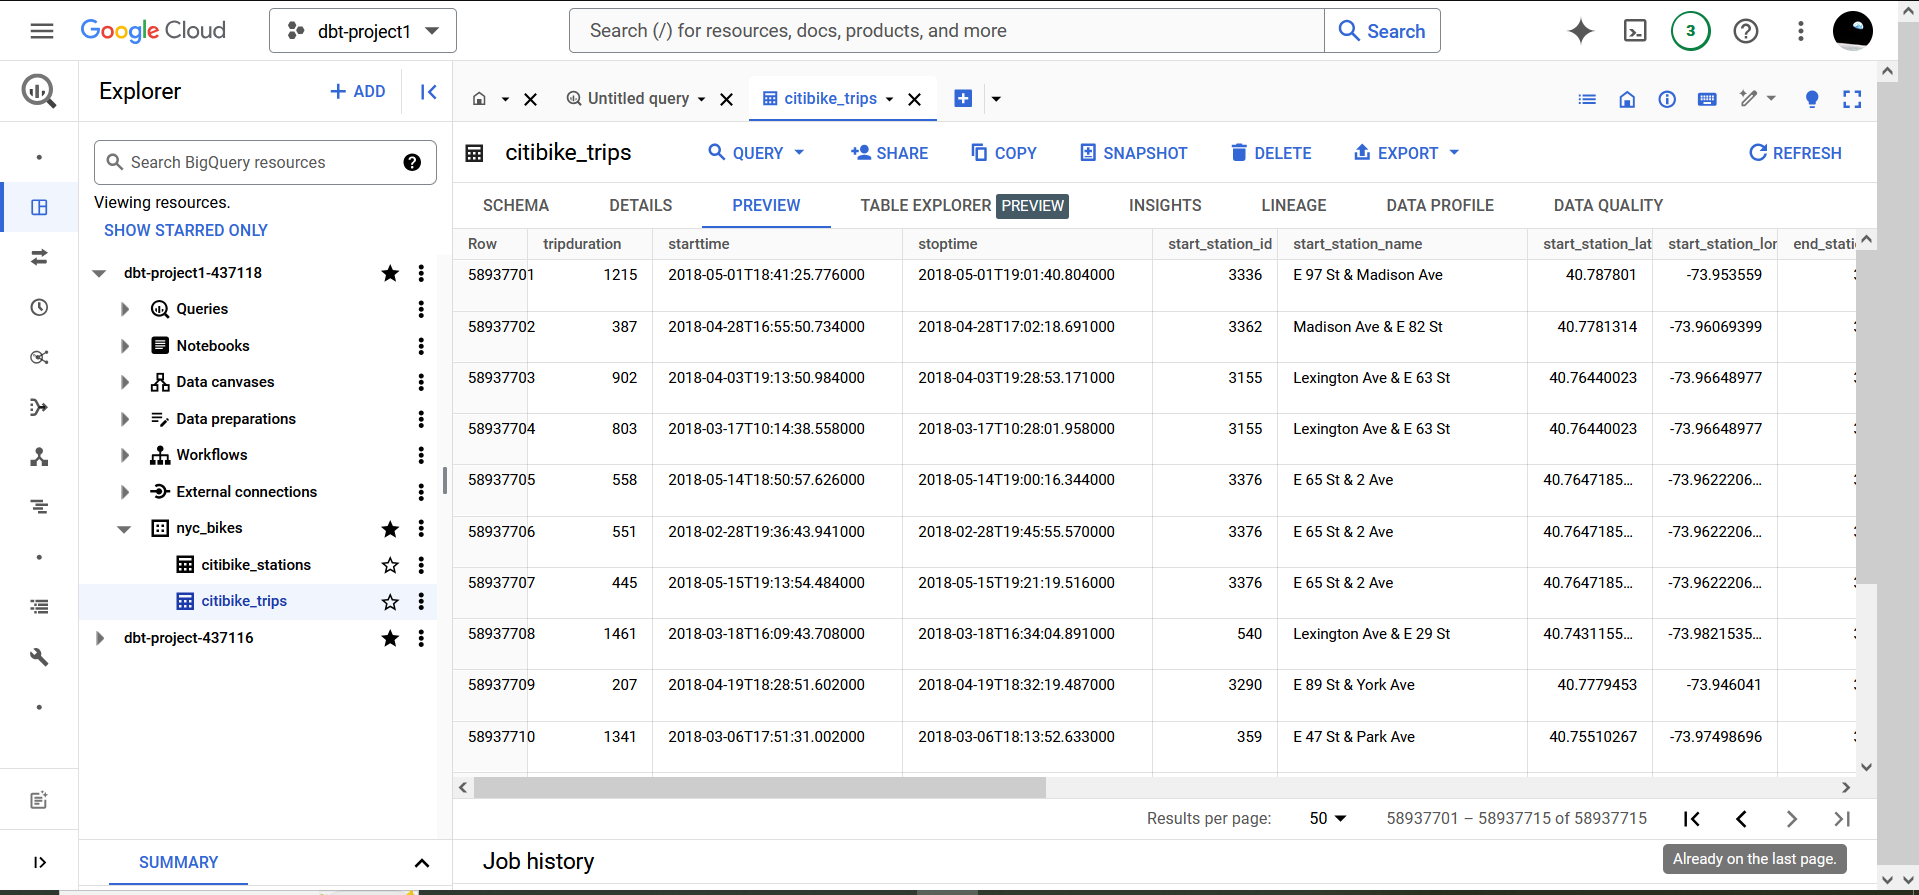 Google Cloud
dbt-project1
Search (/) for resources, docs, products, and more
Search
3
Explorer
ADD
Search BigQuery resources
Viewing resources.
SHOW STARRED ONLY
dbt-project1-437118
Queries
Notebooks
Data canvases
Data preparations
Workflows
External connections
nyc_bikes
citibike_stations
citibike_trips
dbt-project-437116
SUMMARY
Untitled query
citibike_trips
citibike_trips
QUERY SHARE COPY SNAPSHOT DELETE EXPORT REFRESH
SCHEMA DETAILS PREVIEW TABLE EXPLORER PREVIEW INSIGHTS LINEAGE DATA PROFILE DATA QUALITY
Row tripduration starttime stoptime start_station_id start_station_name start_station_lat start_station_lon end_stati
58937701 1215 2018-05-01T18:41:25.776000 2018-05-01T19:01:40.804000 3336 E 97 St & Madison Ave 40.787801 -73.953559
58937702 387 2018-04-28T16:55:50.734000 2018-04-28T17:02:18.691000 3362 Madison Ave & E 82 St 40.7781314 -73.96069399
58937703 902 2018-04-03T19:13:50.984000 2018-04-03T19:28:53.171000 3155 Lexington Ave & E 63 St 40.76440023 -73.96648977
58937704 803 2018-03-17T10:14:38.558000 2018-03-17T10:28:01.958000 3155 Lexington Ave & E 63 St 40.76440023 -73.96648977
58937705 558 2018-05-14T18:50:57.626000 2018-05-14T19:00:16.344000 3376 E 65 St & 2 Ave 40.7647185... -73.9622206...
58937706 551 2018-02-28T19:36:43.941000 2018-02-28T19:45:55.570000 3376 E 65 St & 2 Ave 40.7647185... -73.9622206...
58937707 445 2018-05-15T19:13:54.484000 2018-05-15T19:21:19.516000 3376 E 65 St & 2 Ave 40.7647185... -73.9622206...
58937708 1461 2018-03-18T16:09:43.708000 2018-03-18T16:34:04.891000 540 Lexington Ave & E 29 St 40.7431155... -73.9821535...
58937709 207 2018-04-19T18:28:51.602000 2018-04-19T18:32:19.487000 3290 E 89 St & York Ave 40.7779453 -73.946041
58937710 1341 2018-03-06T17:51:31.002000 2018-03-06T18:13:52.633000 359 E 47 St & Park Ave 40.75510267 -73.97498696
Results per page: 50 58937701 – 58937715 of 58937715
Job history
Already on the last page.